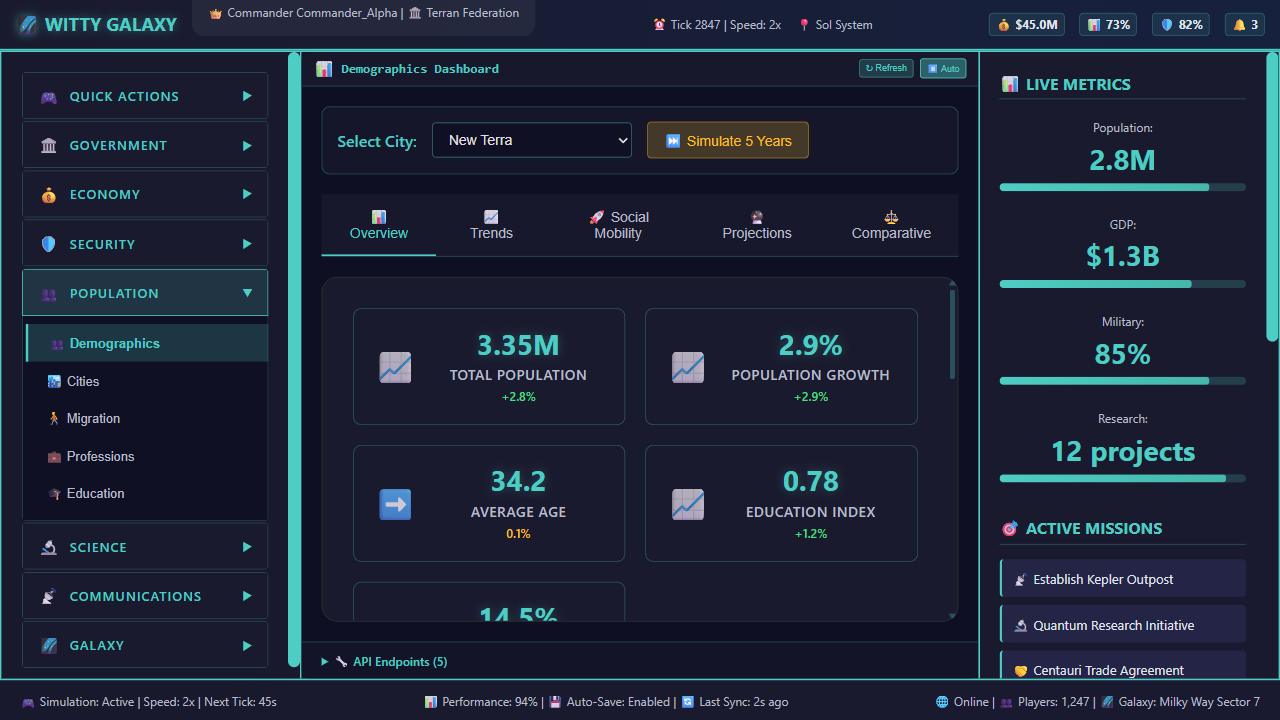 WITTY GALAXY
Commander Commander_Alpha | Terran Federation
Tick 2847 | Speed: 2x
Sol System
$45.0M
73%
82%
3
QUICK ACTIONS
GOVERNMENT
ECONOMY
SECURITY
POPULATION
Demographics
Cities
Migration
Professions
Education
SCIENCE
COMMUNICATIONS
GALAXY
Demographics Dashboard
Refresh
Auto
Select City:
New Terra
Simulate 5 Years
Overview
Trends
Social
Mobility
Projections
Comparative
3.35M
TOTAL POPULATION
+2.8%
2.9%
POPULATION GROWTH
+2.9%
34.2
AVERAGE AGE
0.1%
0.78
EDUCATION INDEX
+1.2%
14.5%
API Endpoints (5)
LIVE METRICS
Population:
2.8M
GDP:
$1.3B
Military:
85%
Research:
12 projects
ACTIVE MISSIONS
Establish Kepler Outpost
Quantum Research Initiative
Centauri Trade Agreement
Simulation: Active | Speed: 2x | Next Tick: 45s
Performance: 94% | Auto-Save: Enabled | Last Sync: 2s ago
Online | Players: 1,247 | Galaxy: Milky Way Sector 7